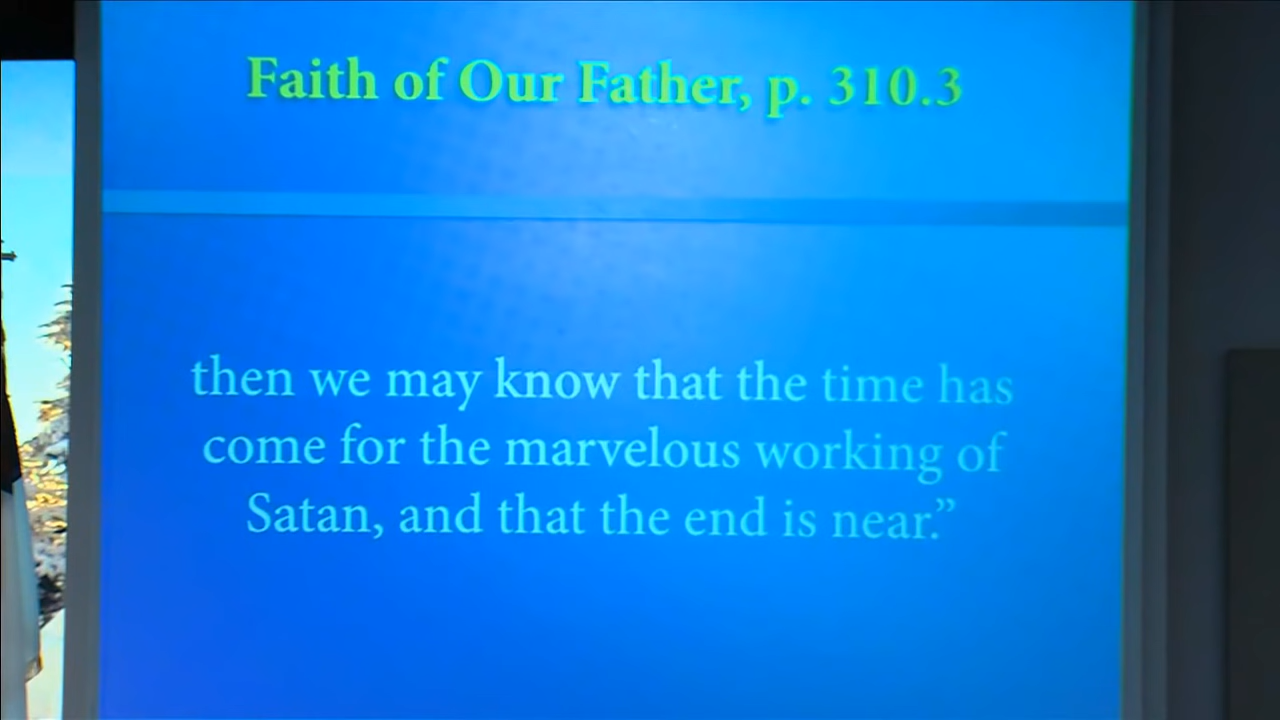 Faith of Our Father, p. 310.3
then we may know that the time has
come for the marvelous working of
Satan, and that the end is near.”